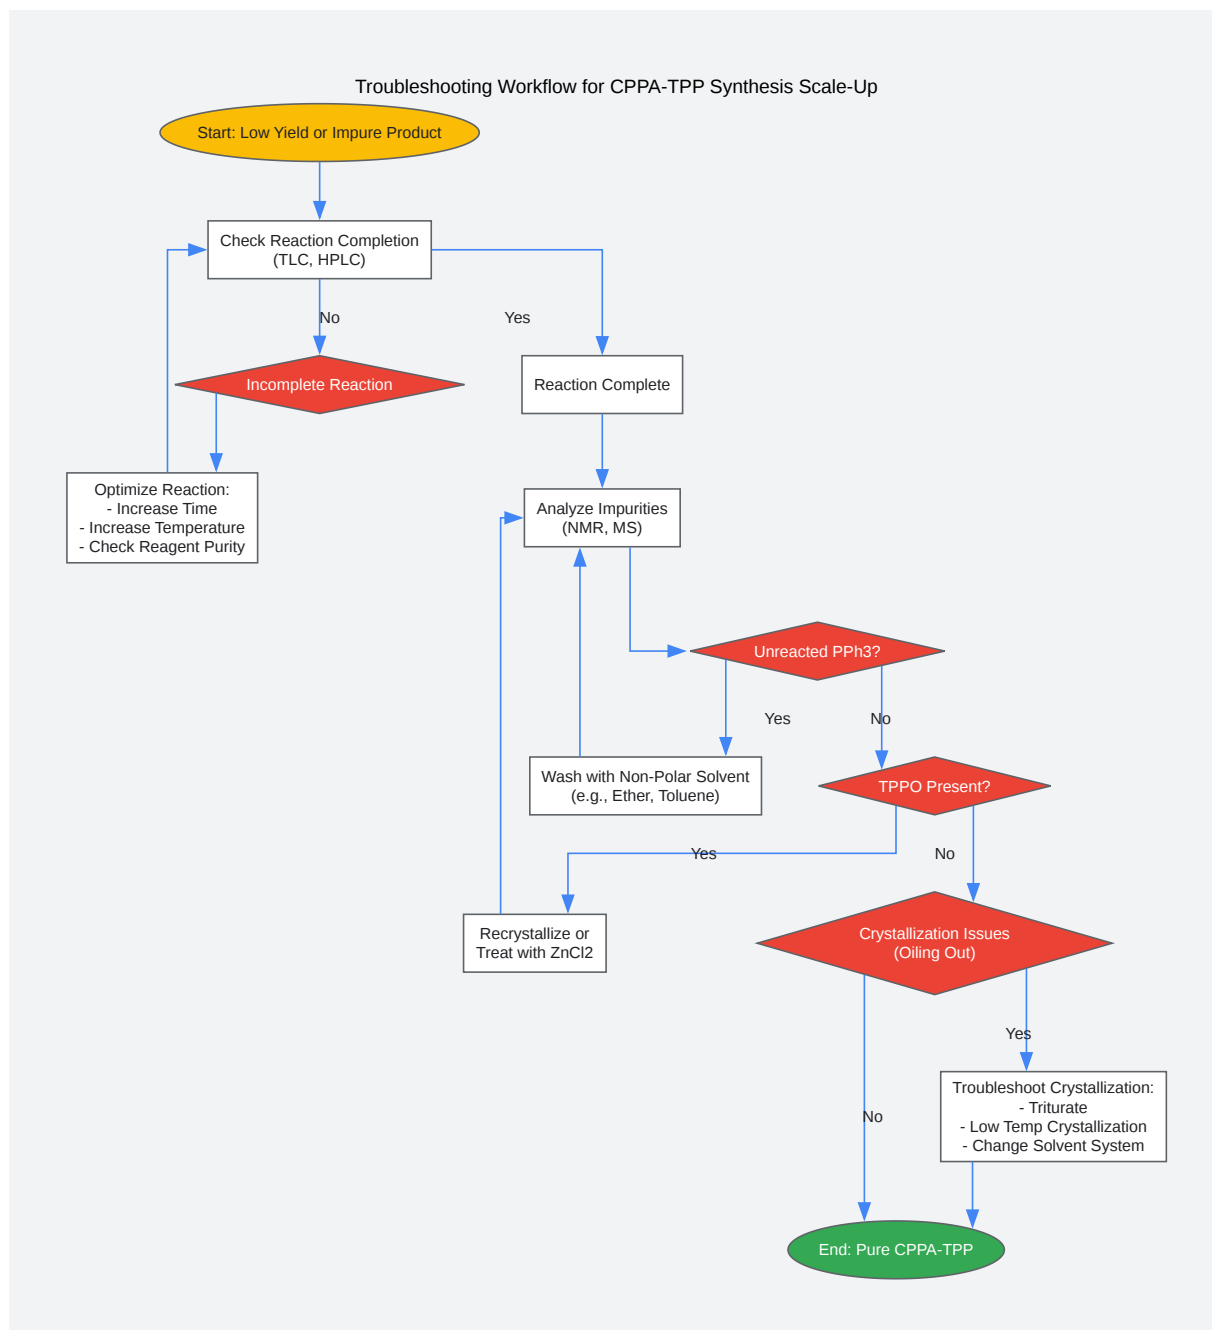 Troubleshooting Workflow for CPPA-TPP Synthesis Scale-Up
Start: Low Yield or Impure Product
Check Reaction Completion
(TLC, HPLC)
No
Yes
Incomplete Reaction
Reaction Complete
Optimize Reaction:
- Increase Time
- Increase Temperature
- Check Reagent Purity
Analyze Impurities
(NMR, MS)
Unreacted PPh3?
Yes
No
Wash with Non-Polar Solvent
(e.g., Ether, Toluene)
TPPO Present?
Yes
No
Recrystallize or
Treat with ZnCl2
Crystallization Issues
(Oiling Out)
Yes
No
Troubleshoot Crystallization:
- Triturate
- Low Temp Crystallization
- Change Solvent System
End: Pure CPPA-TPP